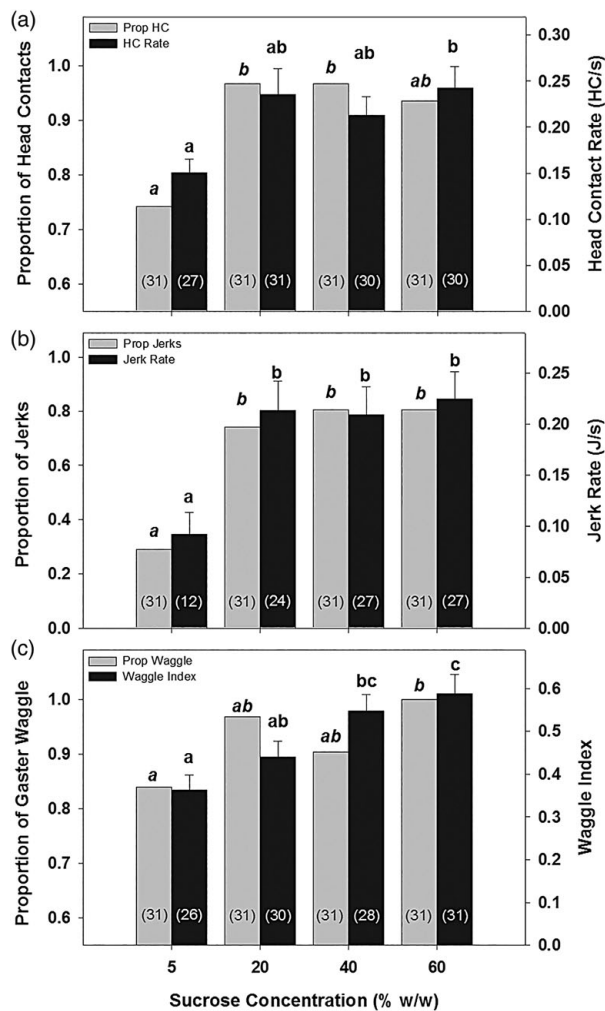 (a)
Prop HC
HC Rate
Proportion of Head Contacts
1.0
0.9
0.8
0.7
0.6
a
a
b
ab
b
ab
ab
b
(31)
(27)
(31)
(31)
(31)
(30)
(31)
(30)
0.30
0.25
0.20
0.15
0.10
0.05
0.00
Head Contact Rate (HC/s)
(b)
Prop Jerks
Jerk Rate
Proportion of Jerks
1.0
0.8
0.6
0.4
0.2
0.0
a
a
b
b
b
b
b
b
(31)
(12)
(31)
(24)
(31)
(27)
(31)
(27)
0.25
0.20
0.15
0.10
0.05
0.00
Jerk Rate (J/s)
(c)
Prop Waggle
Waggle Index
Proportion of Gaster Waggle
1.0
0.9
0.8
0.7
0.6
a
a
ab
ab
ab
bc
b
c
(31)
(26)
(31)
(30)
(31)
(28)
(31)
(31)
0.6
0.5
0.4
0.3
0.2
0.1
0.0
Waggle Index
5
20
40
60
Sucrose Concentration (% w/w)